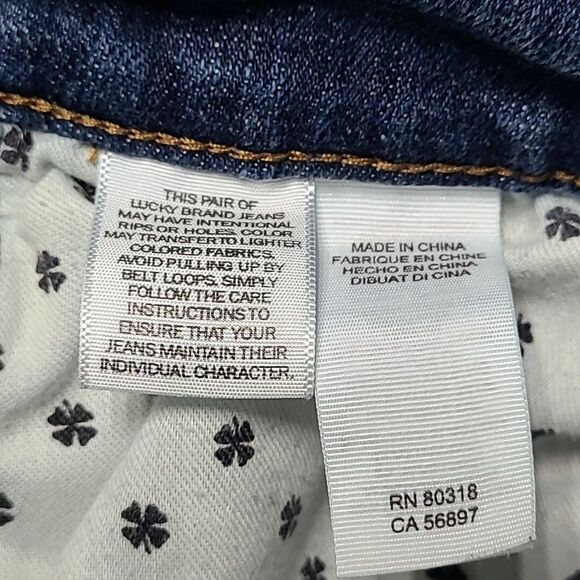 THIS PAIR OF
LUCKY BRAND JEANS
MAY HAVE INTENTIONAL
RIPS OR HOLES. COLOR
MAY TRANSFER TO LIGHTER
COLORED FABRICS.
AVOID PULLING UP BY
BELT LOOPS. SIMPLY
FOLLOW THE CARE
INSTRUCTIONS TO
ENSURE THAT YOUR
JEANS MAINTAIN THEIR
INDIVIDUAL CHARACTER.
MADE IN CHINA
FABRIQUE EN CHINE
HECHO EN CHINA
DIBUAT DI CINA
RN 80318
CA 56897